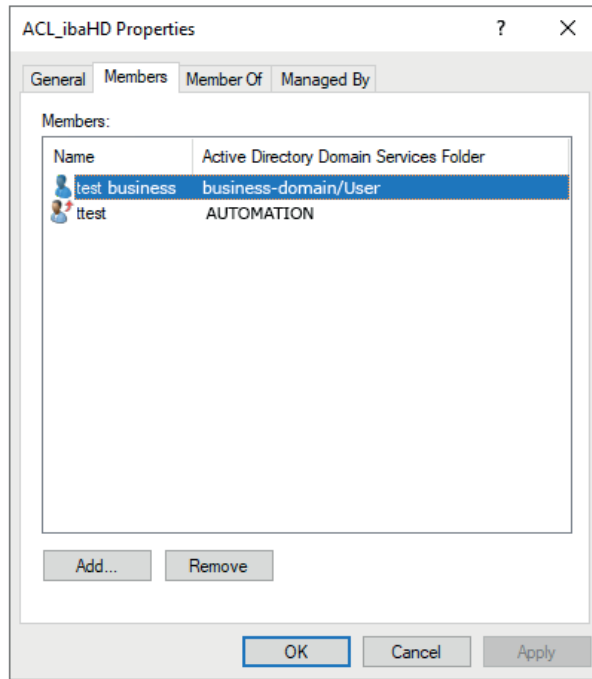 ACL_ibaHD Properties ?
General Members Member Of Managed By
Members:
Name Active Directory Domain Services Folder
test business business-domain/User
ttest AUTOMATION
Add... Remove
OK Cancel Apply